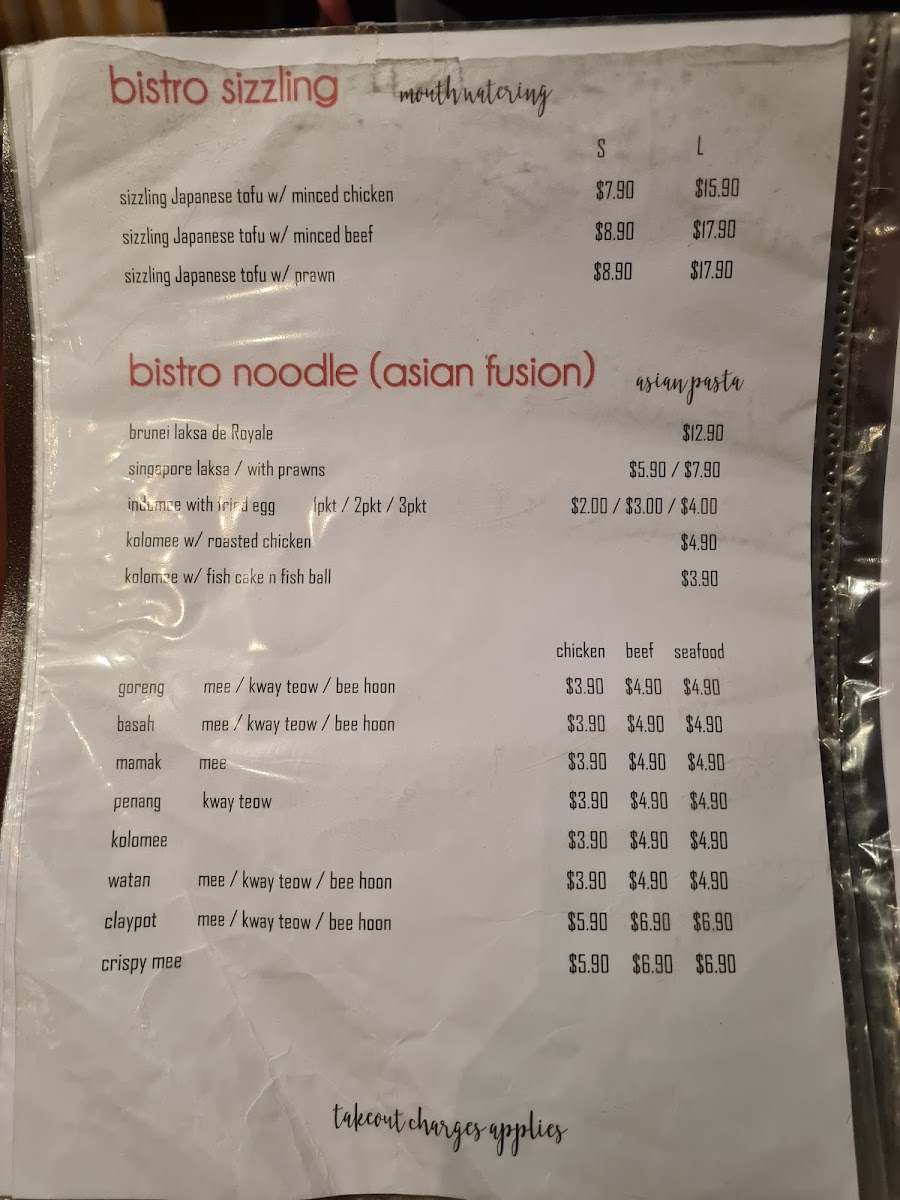 bistro sizzling mouthwatering
S L
sizzling Japanese tofu w/ minced chicken $7.90 $15.90
sizzling Japanese tofu w/ minced beef $8.90 $17.90
sizzling Japanese tofu w/ prawn $8.90 $17.90
bistro noodle (asian fusion) asian pasta
brunei laksa de Royale $12.90
singapore laksa / with prawns $5.90 / $7.90
indomee with fried egg 1pkt / 2pkt / 3pkt $2.00 / $3.00 / $4.00
kolomee w/ roasted chicken $4.90
kolomee w/ fish cake n fish ball $3.90
chicken beef seafood
goreng mee / kway teow / bee hoon $3.90 $4.90 $4.90
basah mee / kway teow / bee hoon $3.90 $4.90 $4.90
mamak mee $3.90 $4.90 $4.90
penang kway teow $3.90 $4.90 $4.90
kolomee $3.90 $4.90 $4.90
watan mee / kway teow / bee hoon $3.90 $4.90 $4.90
claypot mee / kway teow / bee hoon $5.90 $6.90 $6.90
crispy mee $5.90 $6.90 $6.90
takeout charges applies